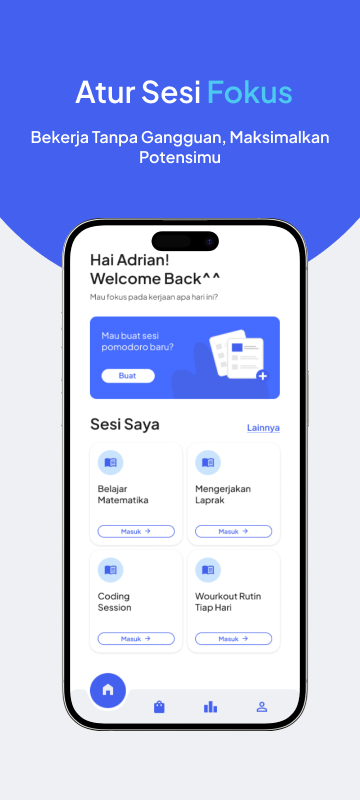 Atur Sesi Fokus
Bekerja Tanpa Gangguan, Maksimalkan
Potensimu
Hai Adrian!
Welcome Back^^
Mau fokus pada kerjaan apa hari ini?
Mau buat sesi
pomodoro baru?
Buat
Sesi Saya
Lainnya
Belajar
Matematika
Masuk →
Mengerjakan
Laprak
Masuk →
Coding
Session
Masuk →
Wourkout Rutin
Tiap Hari
Masuk →